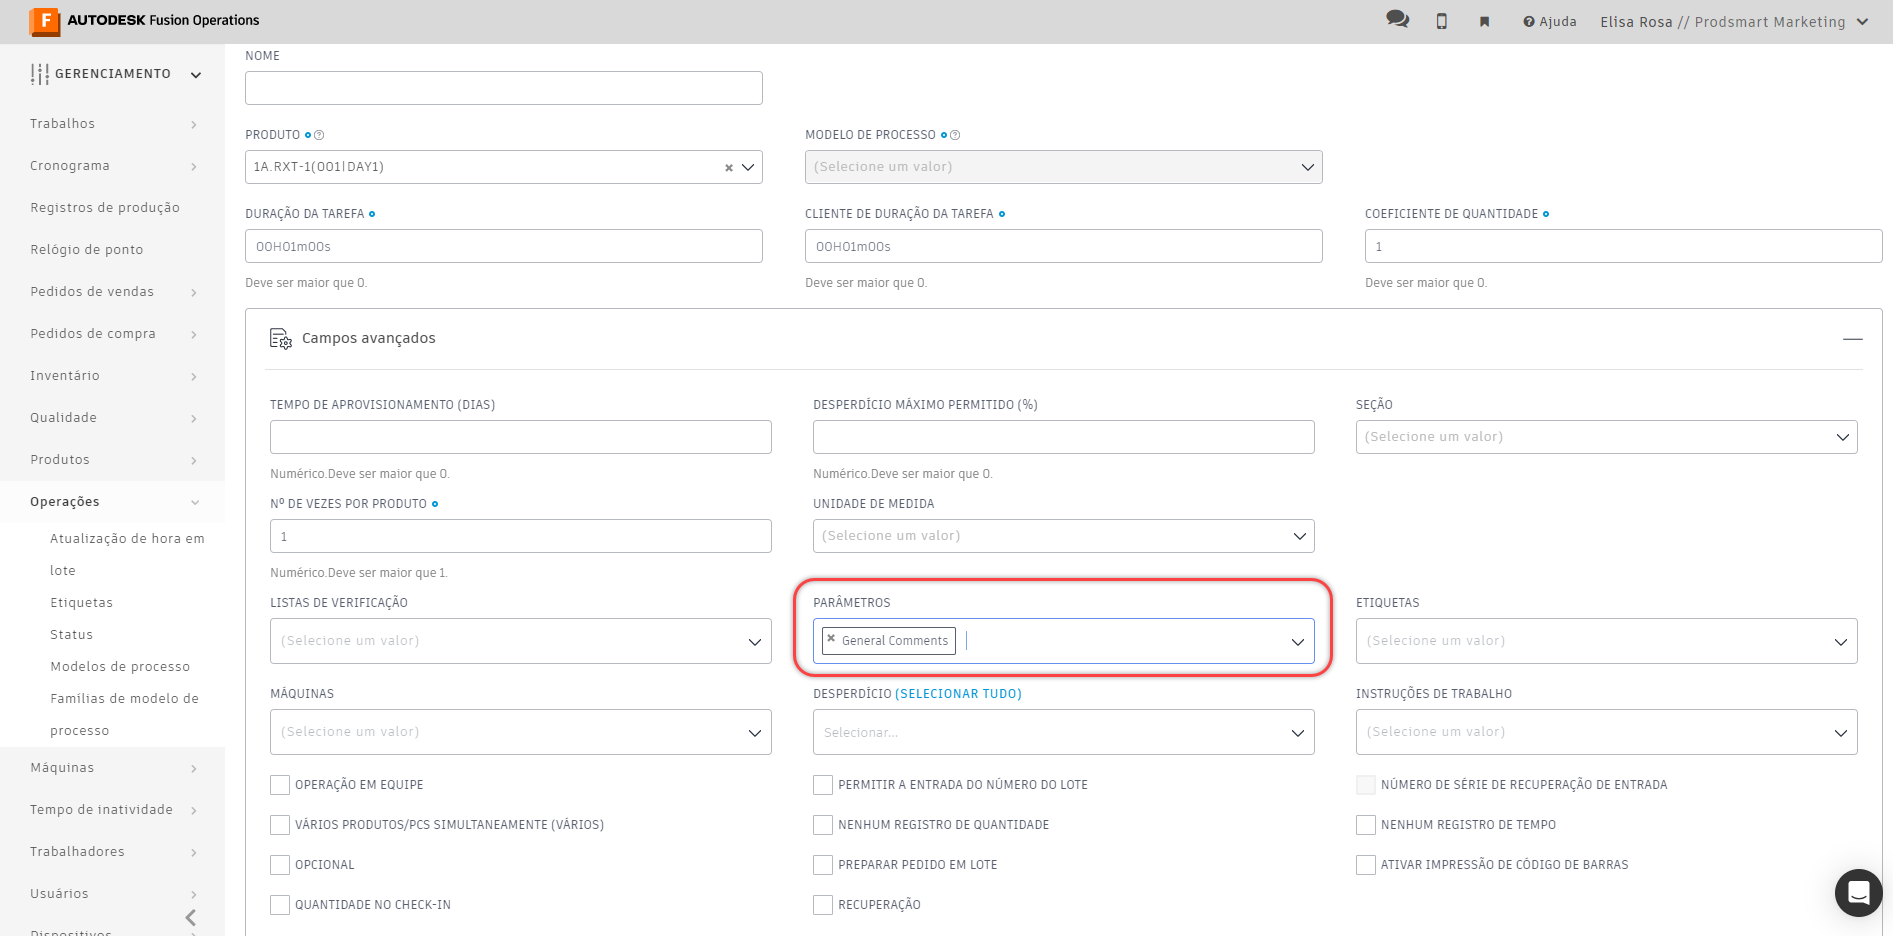 AUTODESK Fusion Operations
Ajuda
Elisa Rosa // Prodsmart Marketing
GERENCIAMENTO
Trabalhos
Cronograma
Registros de produção
Relógio de ponto
Pedidos de vendas
Pedidos de compra
Inventário
Qualidade
Produtos
Operações
Atualização de hora em
lote
Etiquetas
Status
Modelos de processo
Famílias de modelo de
processo
Máquinas
Tempo de inatividade
Trabalhadores
Usuários
Dispositivos
NOME
PRODUTO
MODELO DE PROCESSO
1A.RXT-1(001|DAY1)
(Selecione um valor)
DURAÇÃO DA TAREFA
CLIENTE DE DURAÇÃO DA TAREFA
COEFICIENTE DE QUANTIDADE
00H01m00s
00H01m00s
1
Deve ser maior que 0.
Deve ser maior que 0.
Deve ser maior que 0.
Campos avançados
TEMPO DE APROVISIONAMENTO (DIAS)
DESPERDÍCIO MÁXIMO PERMITIDO (%)
SEÇÃO
(Selecione um valor)
Numérico.Deve ser maior que 0.
Numérico.Deve ser maior que 0.
Nº DE VEZES POR PRODUTO
UNIDADE DE MEDIDA
1
(Selecione um valor)
Numérico.Deve ser maior que 1.
LISTAS DE VERIFICAÇÃO
PARÂMETROS
ETIQUETAS
(Selecione um valor)
General Comments
(Selecione um valor)
MÁQUINAS
DESPERDÍCIO (SELECIONAR TUDO)
INSTRUÇÕES DE TRABALHO
(Selecione um valor)
Selecionar...
(Selecione um valor)
OPERAÇÃO EM EQUIPE
PERMITIR A ENTRADA DO NÚMERO DO LOTE
NÚMERO DE SÉRIE DE RECUPERAÇÃO DE ENTRADA
VÁRIOS PRODUTOS/PCS SIMULTANEAMENTE (VÁRIOS)
NENHUM REGISTRO DE QUANTIDADE
NENHUM REGISTRO DE TEMPO
OPCIONAL
PREPARAR PEDIDO EM LOTE
ATIVAR IMPRESSÃO DE CÓDIGO DE BARRAS
QUANTIDADE NO CHECK-IN
RECUPERAÇÃO